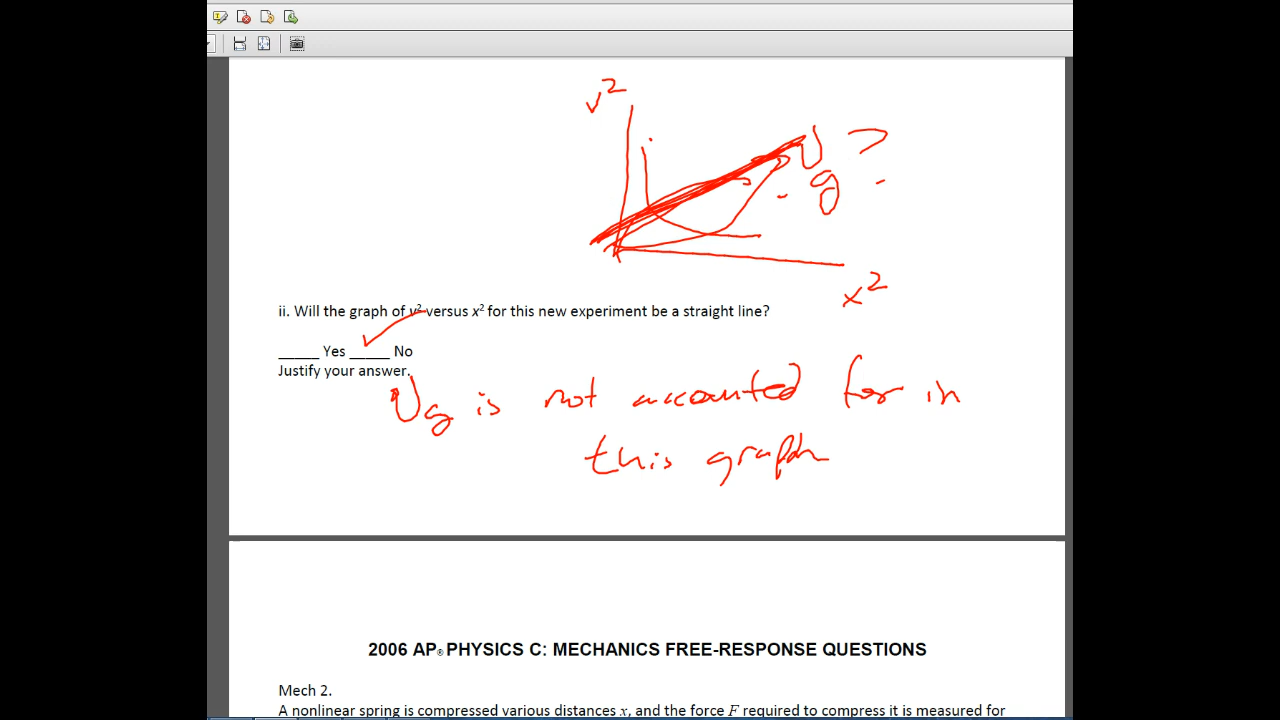 v²
U ?
g
x²
ii. Will the graph of v² versus x² for this new experiment be a straight line?
_____ Yes _____ No
Justify your answer.
Ug is not accounted for in
this graph
2006 AP® PHYSICS C: MECHANICS FREE-RESPONSE QUESTIONS
Mech 2.
A nonlinear spring is compressed various distances x, and the force F required to compress it is measured for